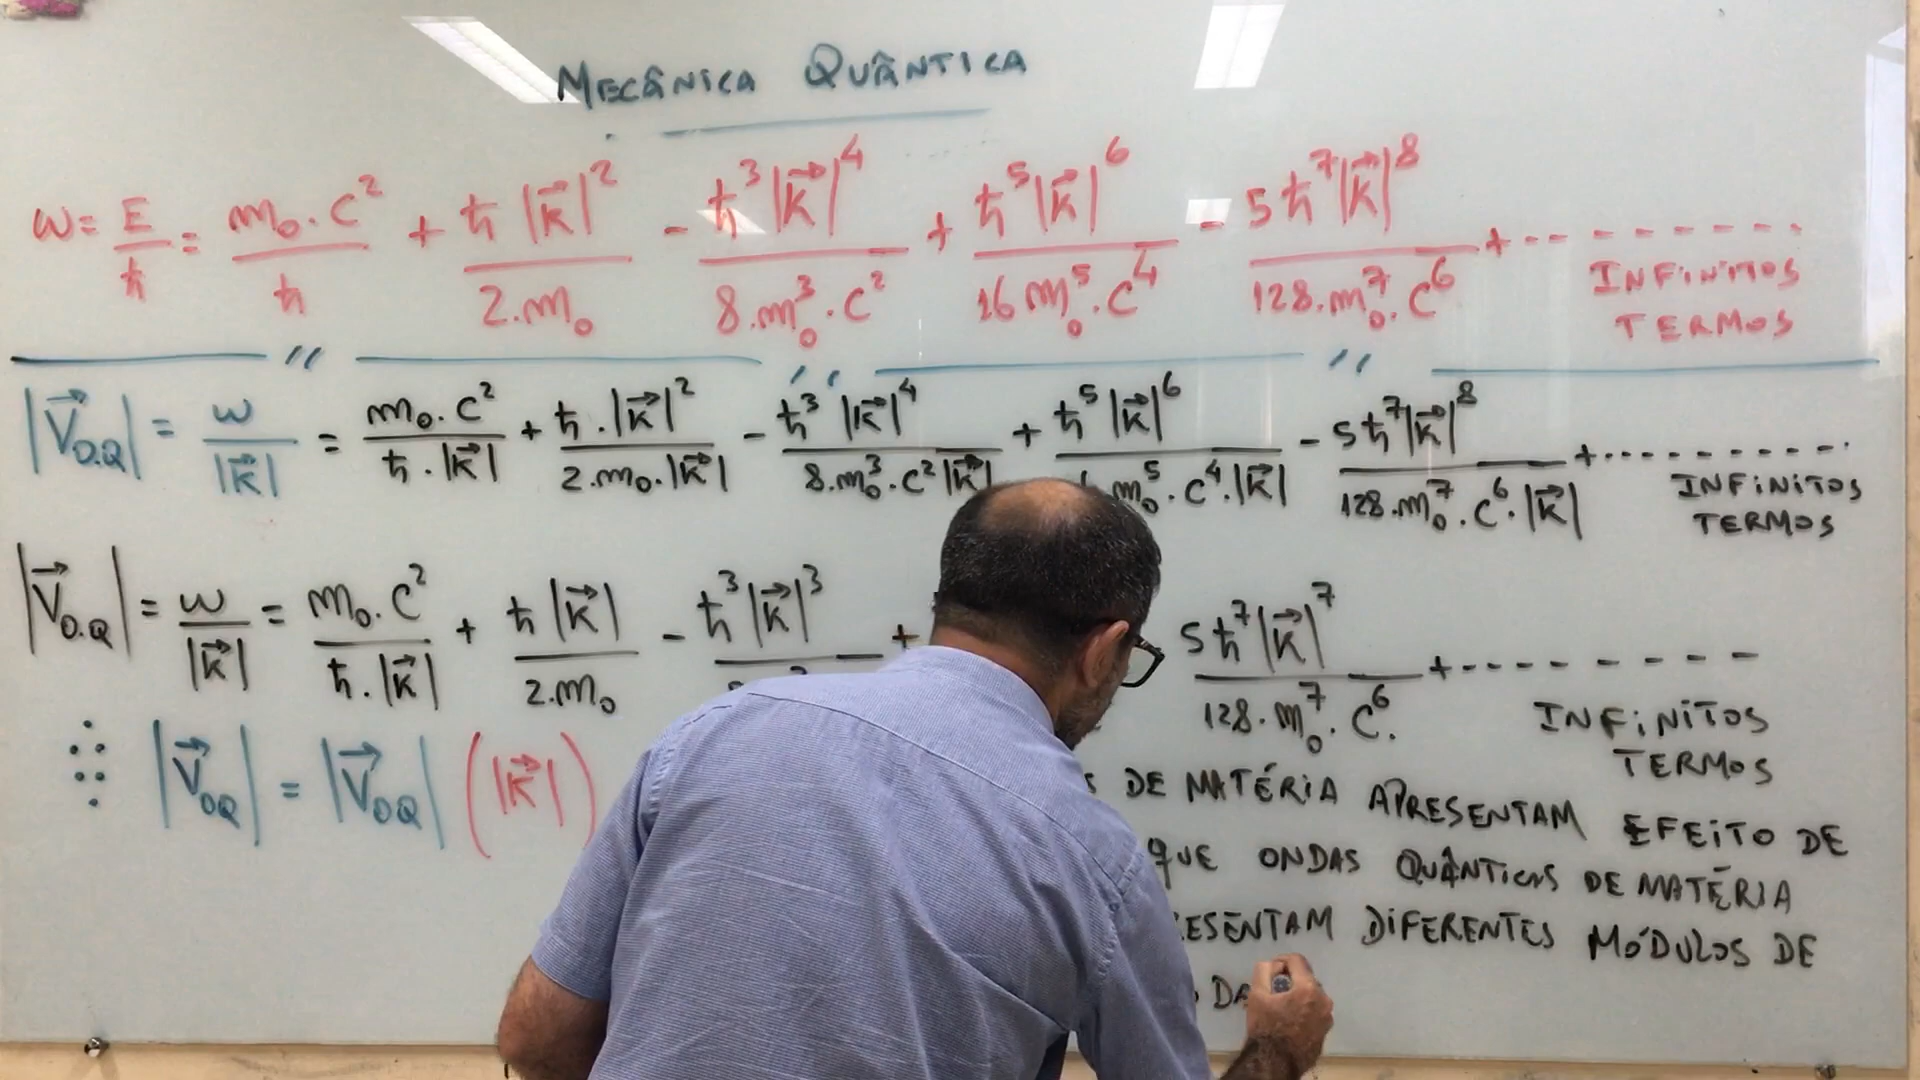 MECÂNICA QUÂNTICA
ω = E/ħ = m₀.c²/ħ + ħ|k⃗|²/2.m₀ - ħ³|k⃗|⁴/8.m₀³.c² + ħ⁵|k⃗|⁶/16m₀⁵.c⁴ - 5ħ⁷|k⃗|⁸/128.m₀⁷.c⁶ + ---------
INFINITOS
TERMOS
|V⃗O.Q| = ω/|k⃗| = m₀.c²/ħ.|k⃗| + ħ.|k⃗|²/2.m₀.|k⃗| - ħ³|k⃗|⁴/8.m₀³.c²|k⃗| + ħ⁵|k⃗|⁶/m₀⁵.c⁴.|k⃗| - 5ħ⁷|k⃗|⁸/128.m₀⁷.c⁶.|k⃗| + ---------
INFINITOS
TERMOS
|V⃗O.Q| = ω/|k⃗| = m₀.c²/ħ.|k⃗| + ħ|k⃗|/2.m₀ - ħ³|k⃗|³ + 5ħ⁷|k⃗|⁷/128.m₀⁷.c⁶. + ---------
INFINITOS
TERMOS
|V⃗OQ| = |V⃗OQ| (|k⃗|)
DE MATÉRIA APRESENTAM EFEITO DE
QUE ONDAS QUÂNTICAS DE MATÉRIA
ESENTAM DIFERENTES MÓDULOS DE
DA